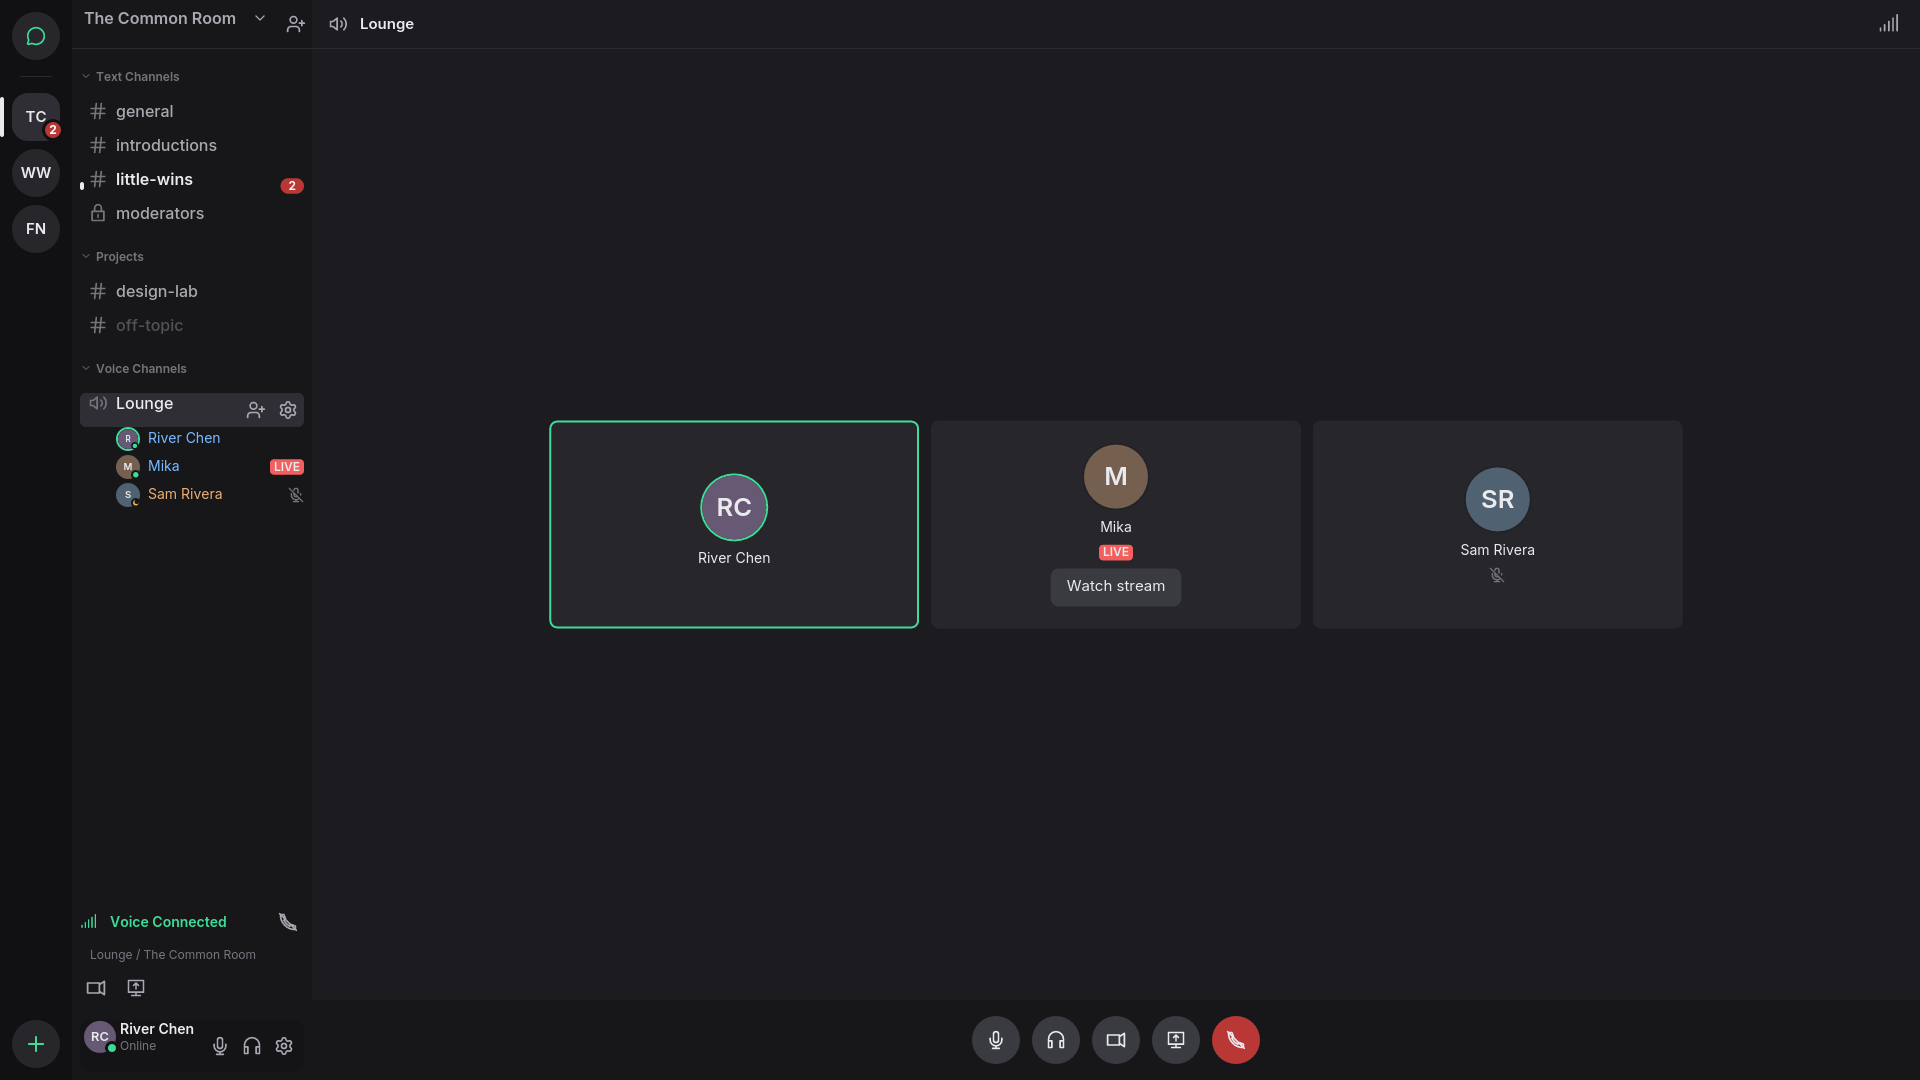 The Common Room
Lounge
TC
2
WW
FN
Text Channels
general
introductions
little-wins
2
moderators
Projects
design-lab
off-topic
Voice Channels
Lounge
R
River Chen
M
Mika
LIVE
S
Sam Rivera
RC
River Chen
M
Mika
LIVE
Watch stream
SR
Sam Rivera
Voice Connected
Lounge / The Common Room
RC
River Chen
Online